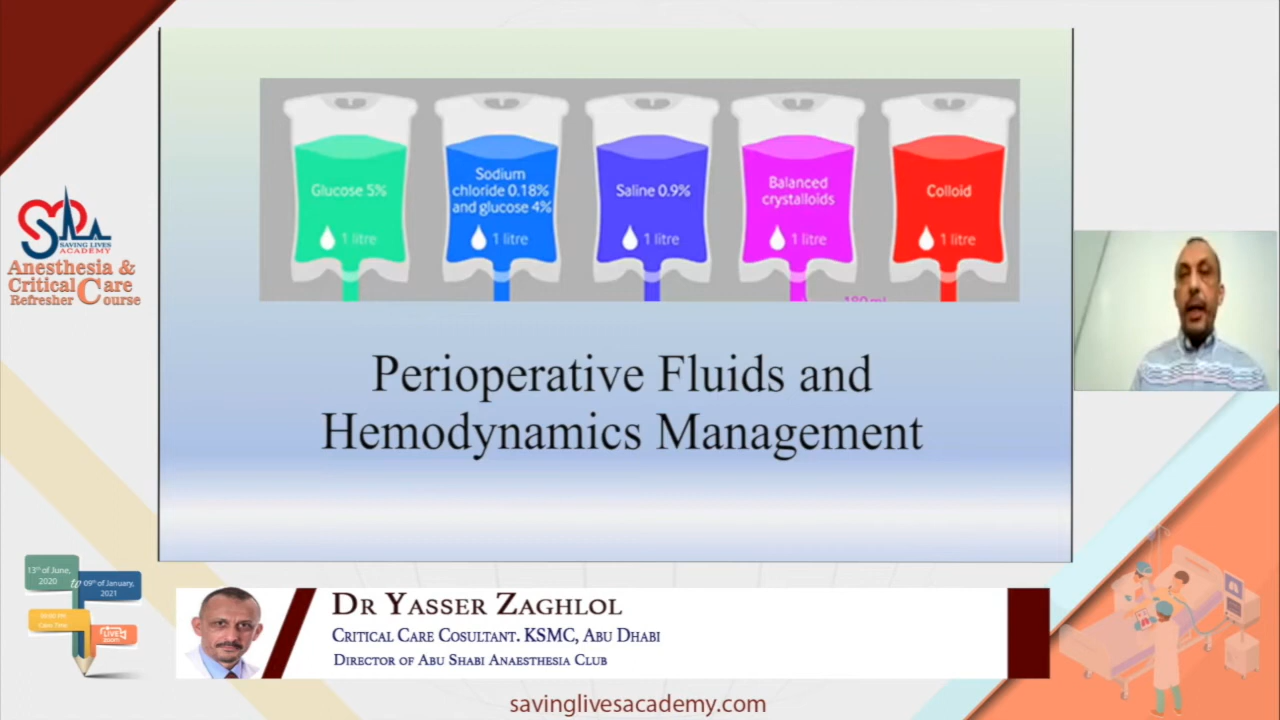 Glucose 5%
1 litre
Sodium
chloride 0.18%
and glucose 4%
1 litre
Saline 0.9%
1 litre
Balanced
crystalloids
1 litre
Colloid
1 litre
180ml
Perioperative Fluids and
Hemodynamics Management
SAVING LIVES
ACADEMY
Anesthesia &
Critical Care
Refresher Course
13th of June,
2020
to
09th of January,
2021
Cairo Time
LIVE
Dr Yasser Zaghlol
Critical Care Cosultant. KSMC, Abu Dhabi
Director of Abu Shabi Anaesthesia Club
savinglivesacademy.com